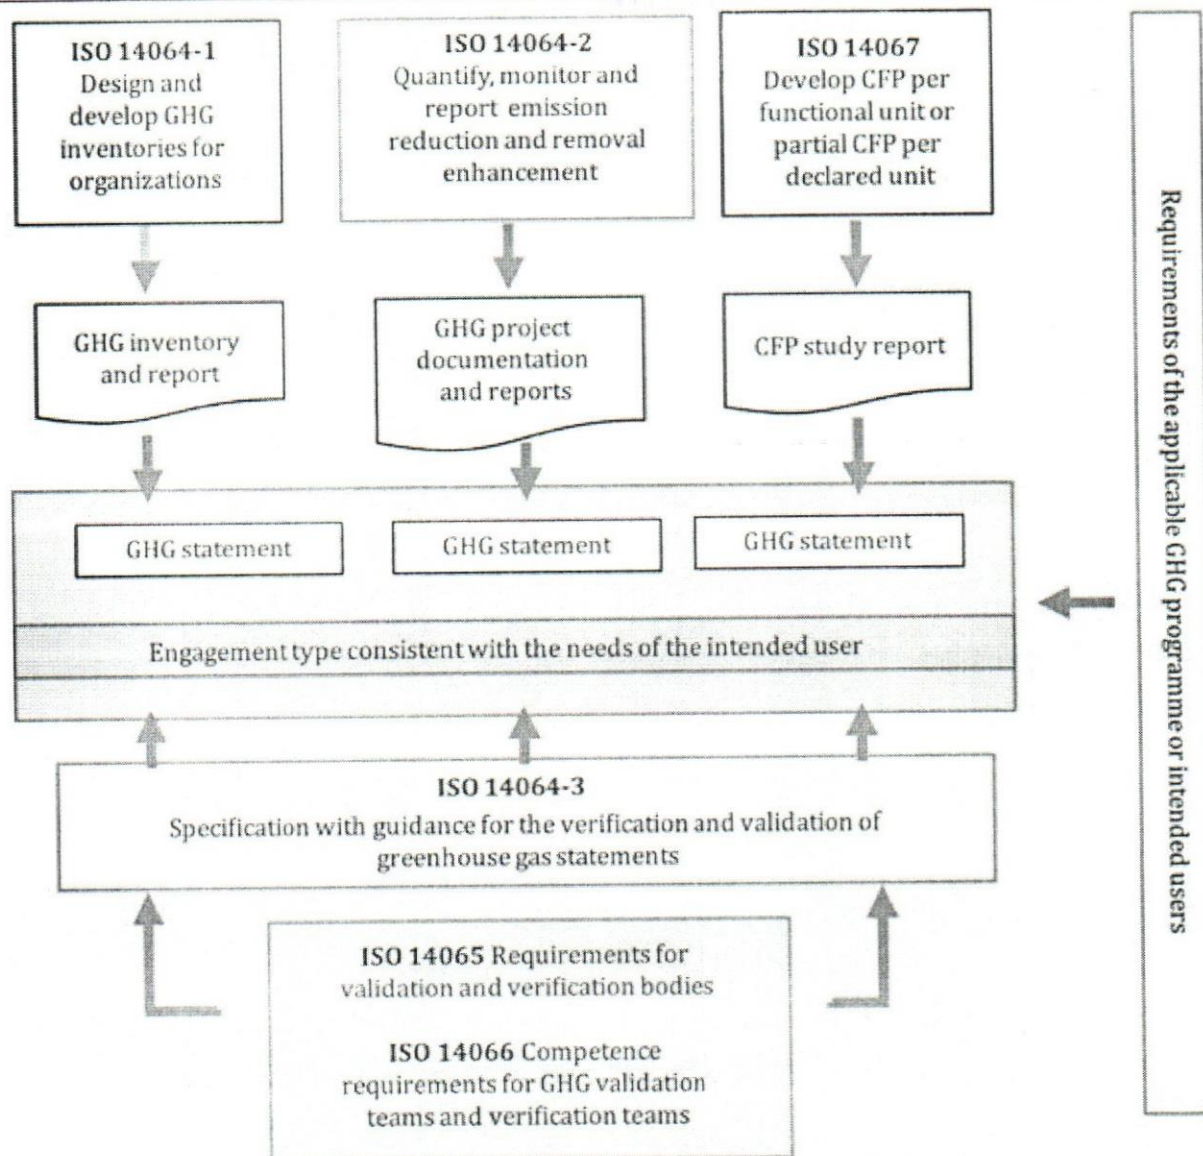 ISO 14064-1
Design and
develop GHG
inventories for
organizations
ISO 14064-2
Quantify, monitor and
report emission
reduction and removal
enhancement
ISO 14067
Develop CFP per
functional unit or
partial CFP per
declared unit
GHG inventory
and report
GHG project
documentation
and reports
CFP study report
GHG statement
GHG statement
GHG statement
Engagement type consistent with the needs of the intended user
ISO 14064-3
Specification with guidance for the verification and validation of
greenhouse gas statements
ISO 14065 Requirements for
validation and verification bodies
ISO 14066 Competence
requirements for GHG validation
teams and verification teams
Requirements of the applicable GHG programme or intended users